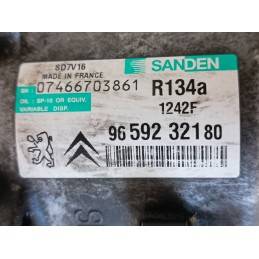 SD7V16
MADE IN FRANCE
SANDEN
SN: 07466703861
OIL: SP-10 OR EQUIV.
VARIABLE DISP.
R134a
1242F
96 592 321 80
S